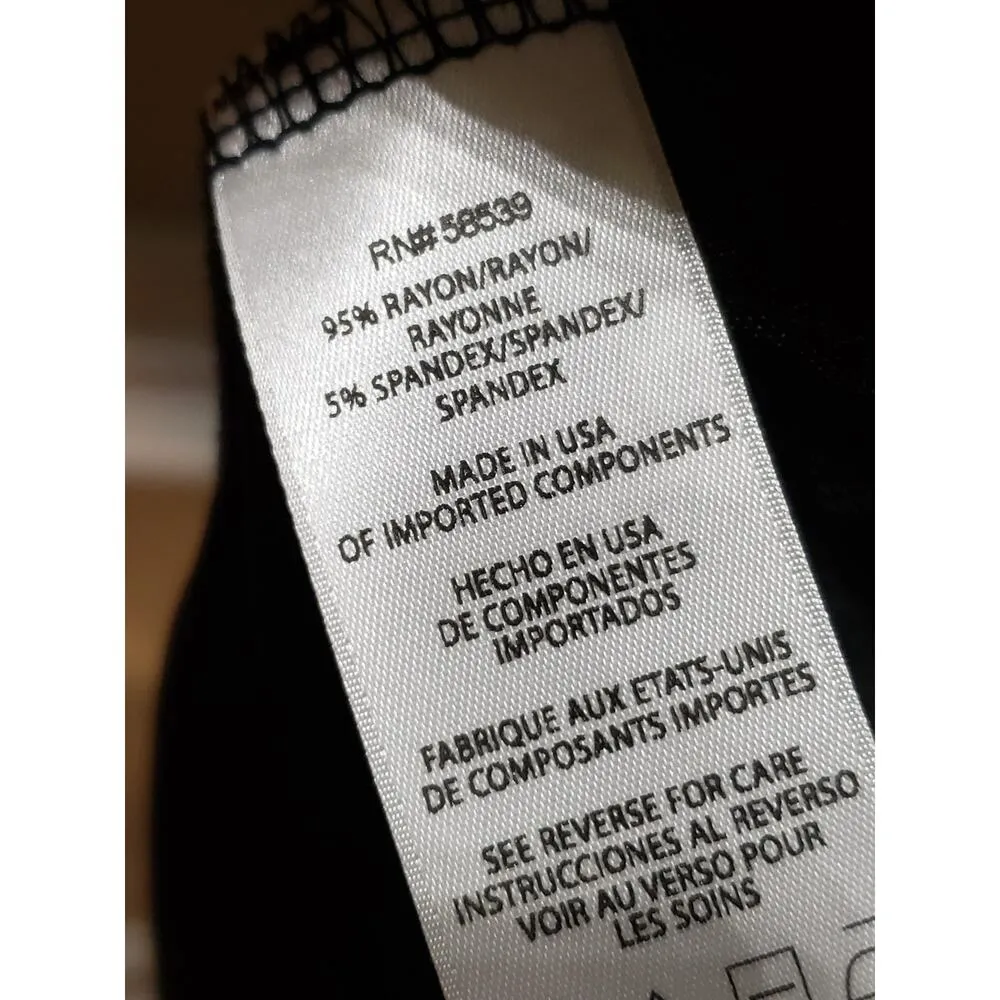 RN# 58539
95% RAYON/RAYON/
RAYONNE
5% SPANDEX/SPANDEX/
SPANDEX
MADE IN USA
OF IMPORTED COMPONENTS
HECHO EN USA
DE COMPONENTES
IMPORTADOS
FABRIQUE AUX ETATS-UNIS
DE COMPOSANTS IMPORTES
SEE REVERSE FOR CARE
INSTRUCCIONES AL REVERSO
VOIR AU VERSO POUR
LES SOINS